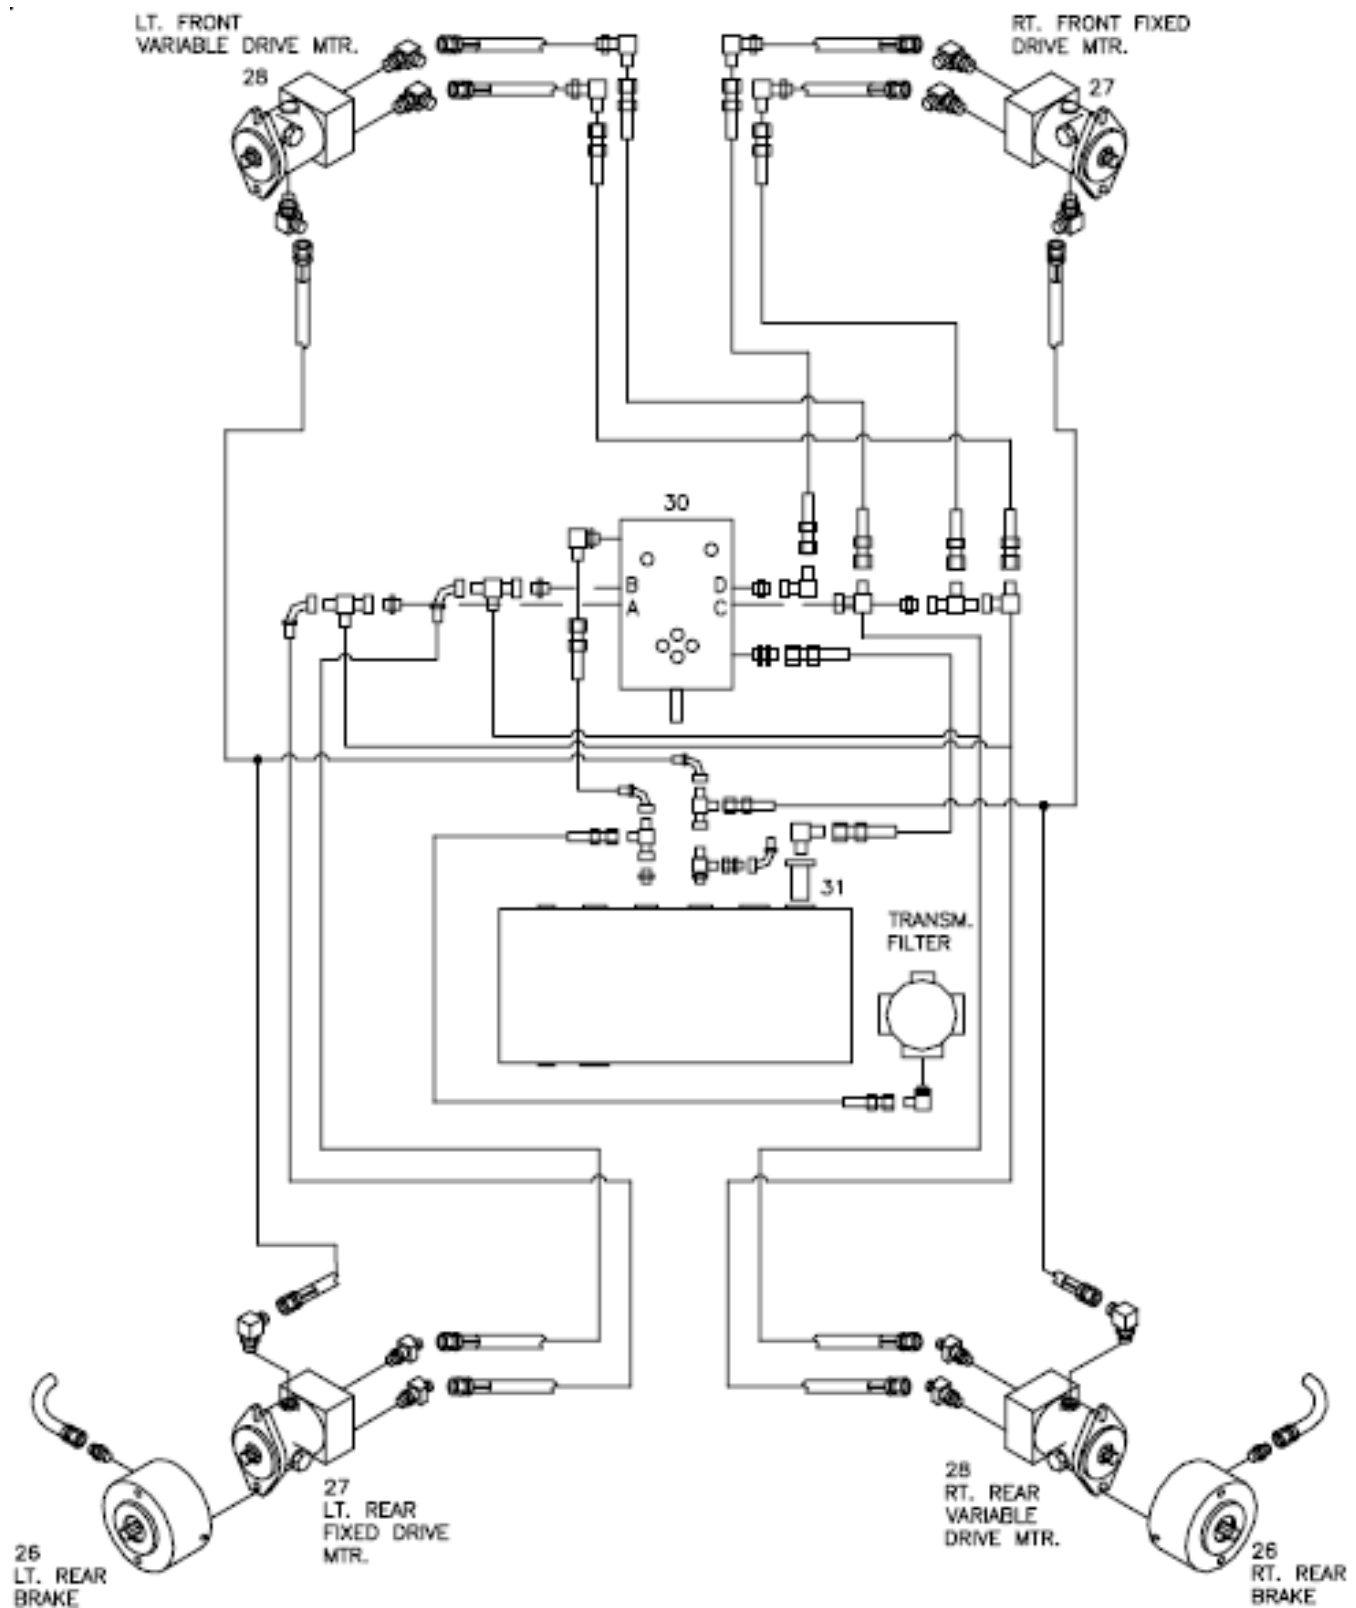 LT. FRONT
VARIABLE DRIVE MTR.
28
RT. FRONT FIXED
DRIVE MTR.
27
30
B
D
A
C
31
TRANSM.
FILTER
27
LT. REAR
FIXED DRIVE
MTR.
28
RT. REAR
VARIABLE
DRIVE MTR.
26
LT. REAR
BRAKE
26
RT. REAR
BRAKE